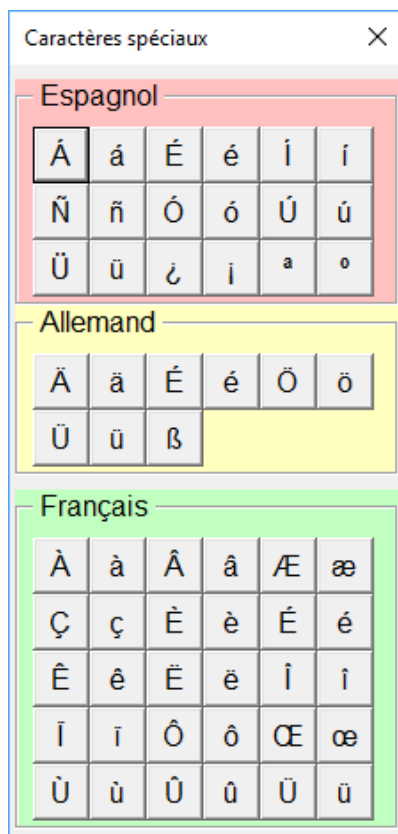 Caractères spéciaux
Espagnol
Á á É é Í í
Ñ ñ Ó ó Ú ú
Ü ü ¿ ¡ ª º
Allemand
Ä ä É é Ö ö
Ü ü ß
Français
À à Â â Æ æ
Ç ç È è É é
Ê ê Ë ë Î î
Ï ï Ô ô Œ œ
Ù ù Û û Ü ü